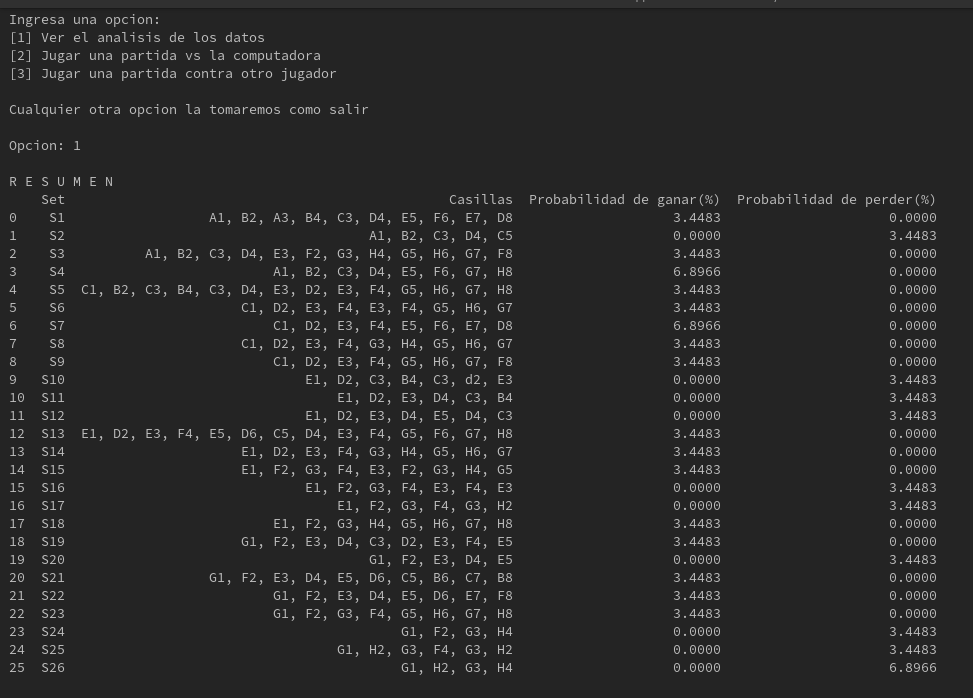 Ingresa una opcion:
[1] Ver el analisis de los datos
[2] Jugar una partida vs la computadora
[3] Jugar una partida contra otro jugador
Cualquier otra opcion la tomaremos como salir
Opcion: 1
R E S U M E N
Set Casillas Probabilidad de ganar(%) Probabilidad de perder(%)
0 S1 A1, B2, A3, B4, C3, D4, E5, F6, E7, D8 3.4483 0.0000
1 S2 A1, B2, C3, D4, C5 0.0000 3.4483
2 S3 A1, B2, C3, D4, E3, F2, G3, H4, G5, H6, G7, F8 3.4483 0.0000
3 S4 A1, B2, C3, D4, E5, F6, G7, H8 6.8966 0.0000
4 S5 C1, B2, C3, B4, C3, D4, E3, D2, E3, F4, G5, H6, G7, H8 3.4483 0.0000
5 S6 C1, D2, E3, F4, E3, F4, G5, H6, G7 3.4483 0.0000
6 S7 C1, D2, E3, F4, E5, F6, E7, D8 6.8966 0.0000
7 S8 C1, D2, E3, F4, G3, H4, G5, H6, G7 3.4483 0.0000
8 S9 C1, D2, E3, F4, G5, H6, G7, F8 3.4483 0.0000
9 S10 E1, D2, C3, B4, C3, d2, E3 0.0000 3.4483
10 S11 E1, D2, E3, D4, C3, B4 0.0000 3.4483
11 S12 E1, D2, E3, D4, E5, D4, C3 0.0000 3.4483
12 S13 E1, D2, E3, F4, E5, D6, C5, D4, E3, F4, G5, F6, G7, H8 3.4483 0.0000
13 S14 E1, D2, E3, F4, G3, H4, G5, H6, G7 3.4483 0.0000
14 S15 E1, F2, G3, F4, E3, F2, G3, H4, G5 3.4483 0.0000
15 S16 E1, F2, G3, F4, E3, F4, E3 0.0000 3.4483
16 S17 E1, F2, G3, F4, G3, H2 0.0000 3.4483
17 S18 E1, F2, G3, H4, G5, H6, G7, H8 3.4483 0.0000
18 S19 G1, F2, E3, D4, C3, D2, E3, F4, E5 3.4483 0.0000
19 S20 G1, F2, E3, D4, E5 0.0000 3.4483
20 S21 G1, F2, E3, D4, E5, D6, C5, B6, C7, B8 3.4483 0.0000
21 S22 G1, F2, E3, D4, E5, D6, E7, F8 3.4483 0.0000
22 S23 G1, F2, G3, F4, G5, H6, G7, H8 3.4483 0.0000
23 S24 G1, F2, G3, H4 0.0000 3.4483
24 S25 G1, H2, G3, F4, G3, H2 0.0000 3.4483
25 S26 G1, H2, G3, H4 0.0000 6.8966